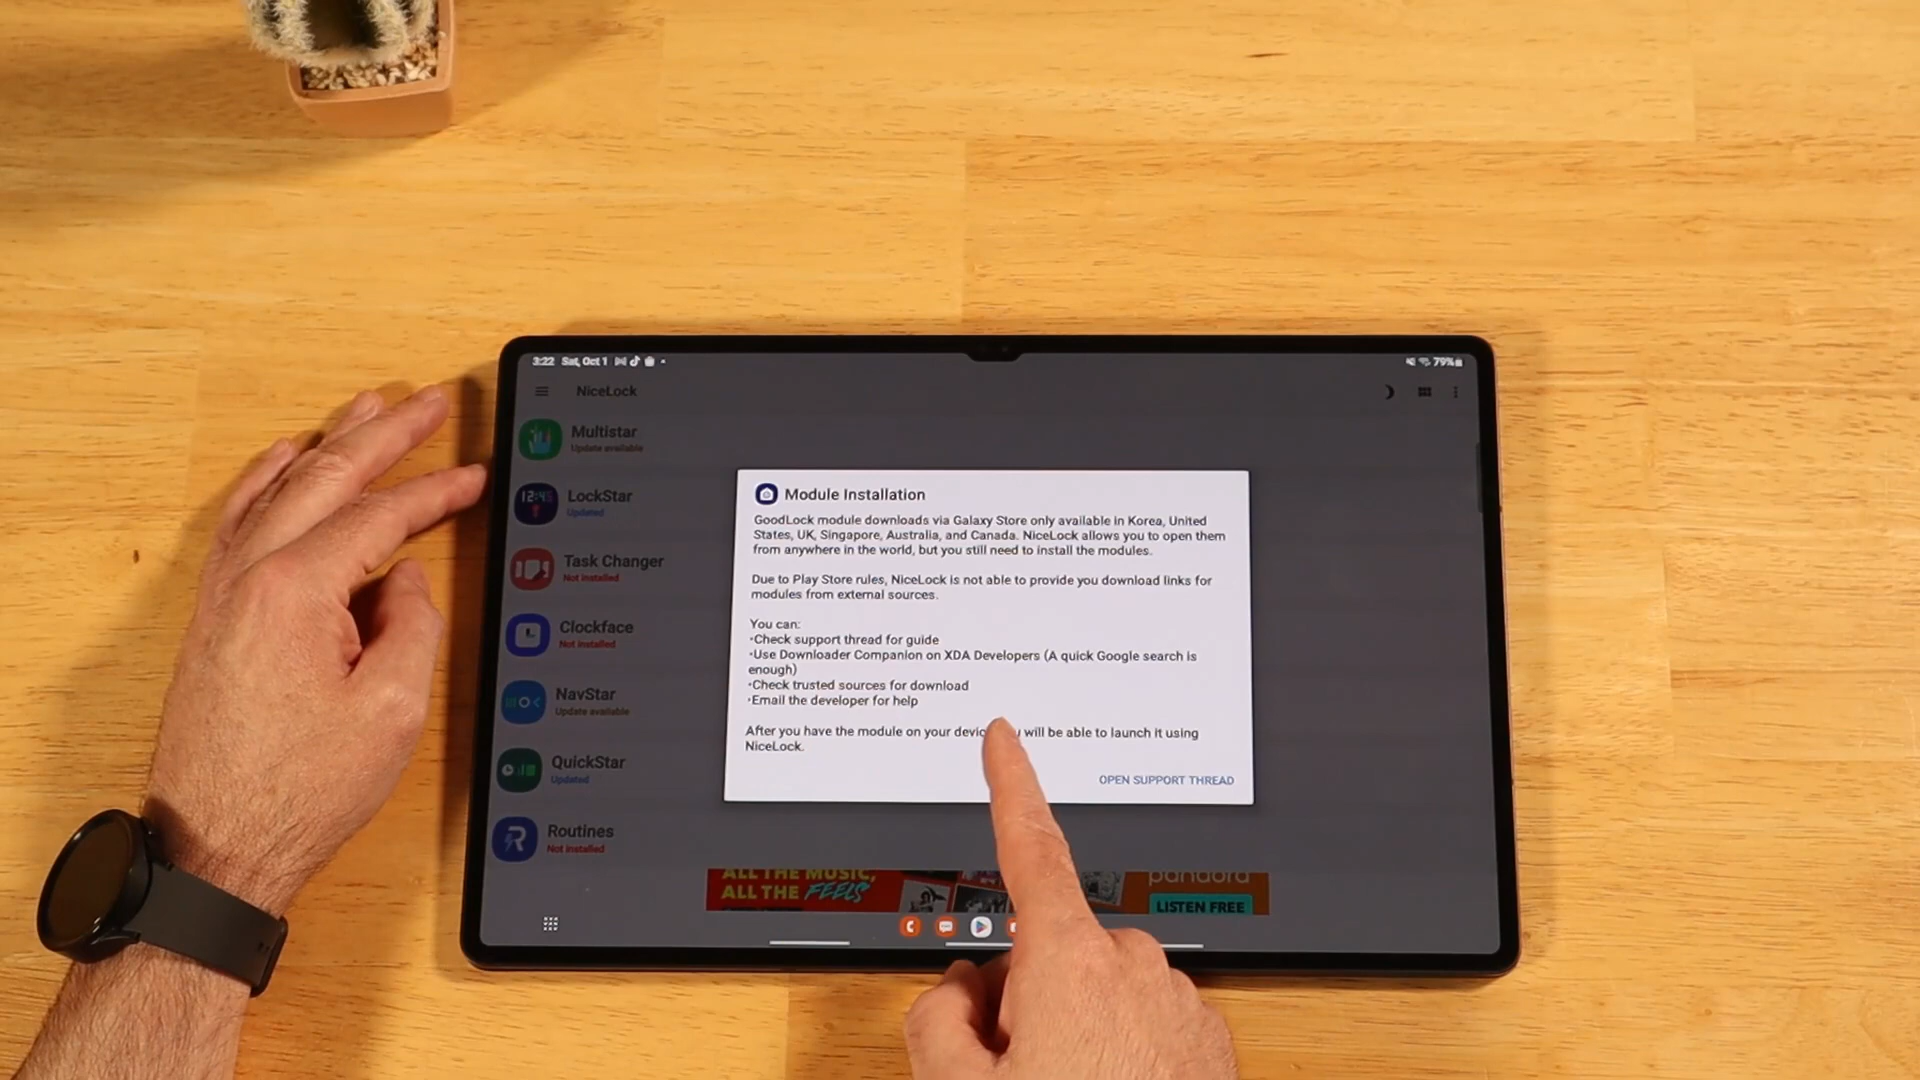 3:22 Sat, Oct 1
79%
NiceLock
Multistar
Update available
12:45
LockStar
Updated
Task Changer
Not installed
Clockface
Not installed
NavStar
Update available
QuickStar
Updated
Routines
Not installed
Module Installation
GoodLock module downloads via Galaxy Store only available in Korea, United
States, UK, Singapore, Australia, and Canada. NiceLock allows you to open them
from anywhere in the world, but you still need to install the modules.
Due to Play Store rules, NiceLock is not able to provide you download links for
modules from external sources.
You can:
•Check support thread for guide
•Use Downloader Companion on XDA Developers (A quick Google search is
enough)
•Check trusted sources for download
•Email the developer for help
After you have the module on your will be able to launch it using
NiceLock.
OPEN SUPPORT THREAD
ALL THE MUSIC,
ALL THE FEELS
pandora
LISTEN FREE